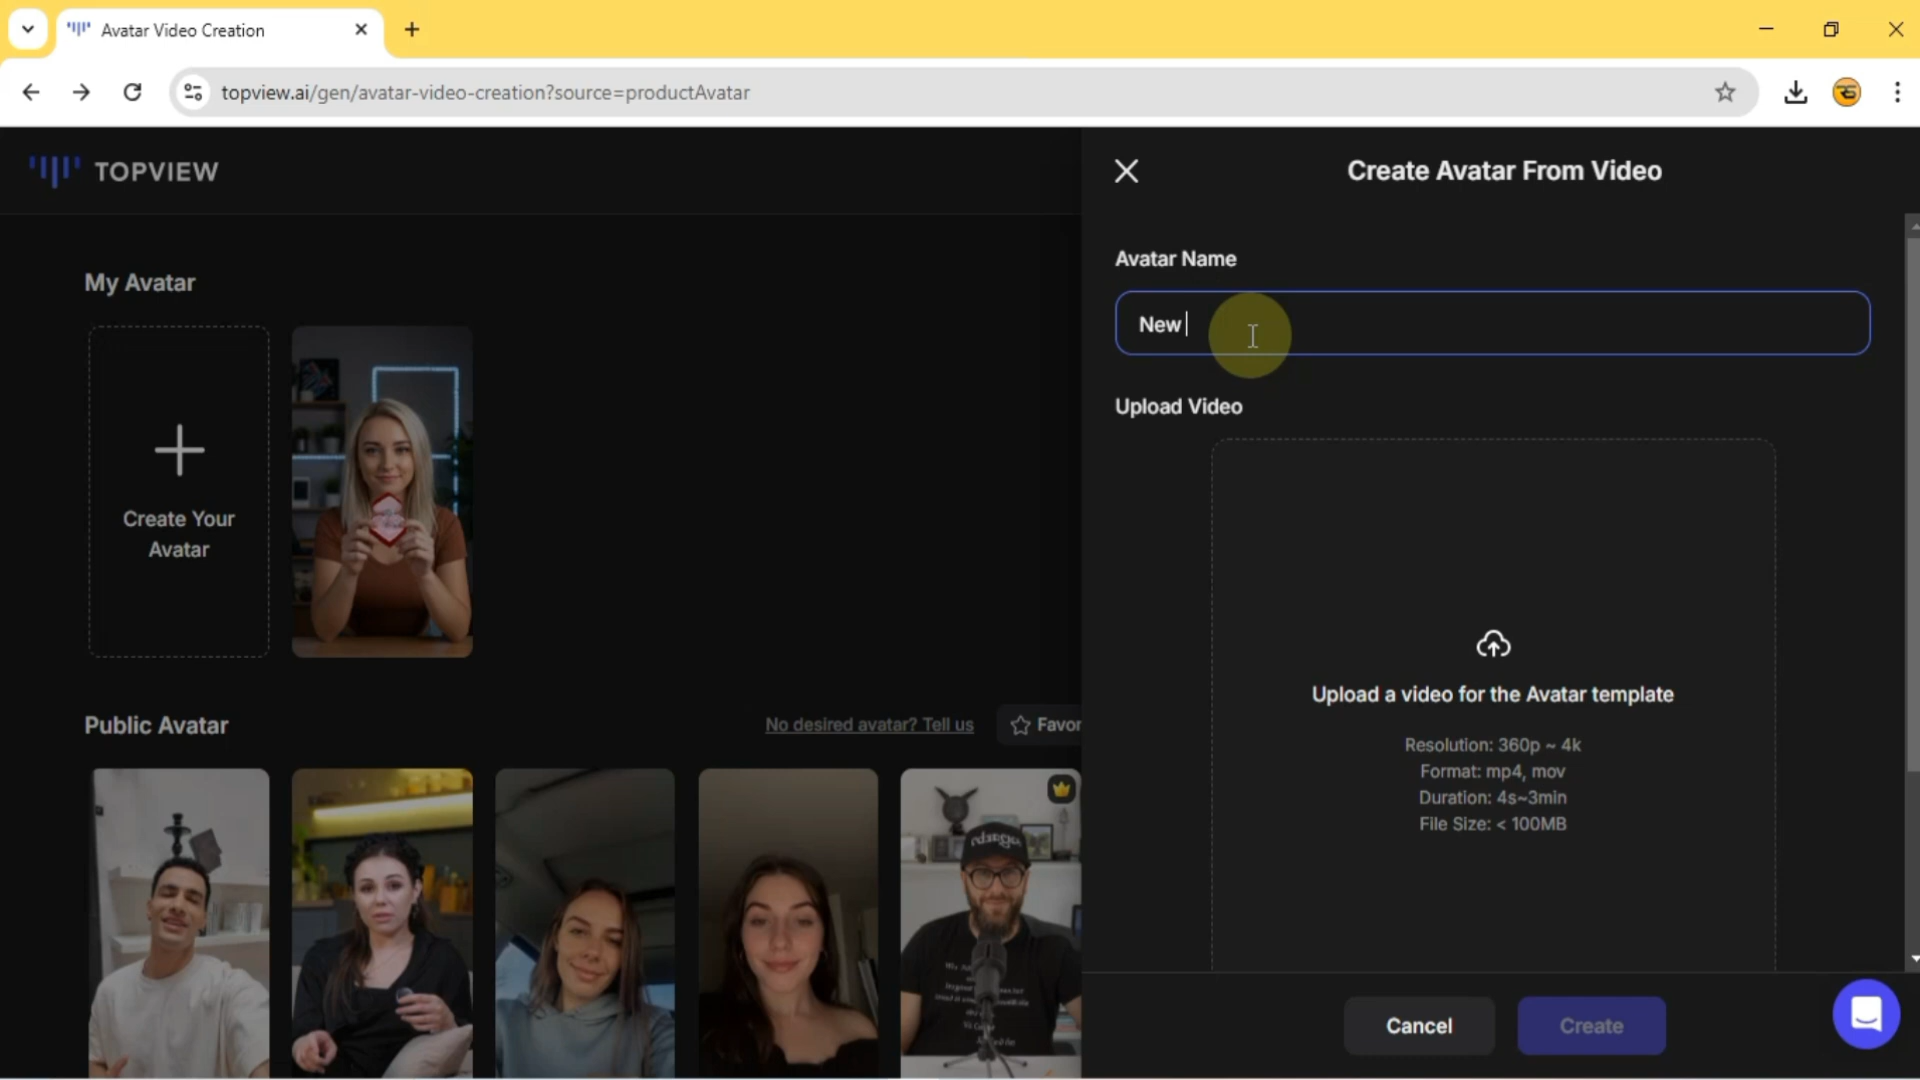 Avatar Video Creation
topview.ai/gen/avatar-video-creation?source=productAvatar
TOPVIEW
My Avatar
Create Your
Avatar
Public Avatar
No desired avatar? Tell us
Favor
Create Avatar From Video
Avatar Name
New
Upload Video
Upload a video for the Avatar template
Resolution: 360p ~ 4k
Format: mp4, mov
Duration: 4s~3min
File Size: < 100MB
Cancel
Create